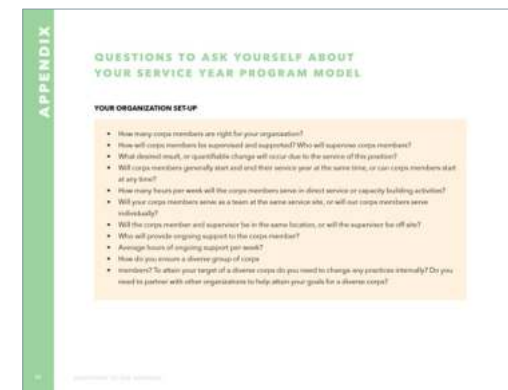 APPENDIX
QUESTIONS TO ASK YOURSELF ABOUT
YOUR SERVICE YEAR PROGRAM MODEL
YOUR ORGANIZATION SET-UP
• How many corps members are right for your organization?
• How will corps members be supervised and supported? Who will supervise corps members?
• What desired result, or quantifiable change will occur due to the service of this position?
• Will corps members generally start and end their service year at the same time, or can corps members start
at any time?
• How many hours per week will the corps members serve in direct service or capacity building activities?
• Will your corps members serve as a team at the same service site, or will our corps members serve
individually?
• Will the corps member and supervisor be in the same location, or will the supervisor be off site?
• Who will provide ongoing support to the corps member?
• Average hours of ongoing support per week?
• How do you ensure a diverse group of corps
• members? To attain your target of a diverse corps do you need to change any practices internally? Do you
need to partner with other organizations to help attain your goals for a diverse corps?